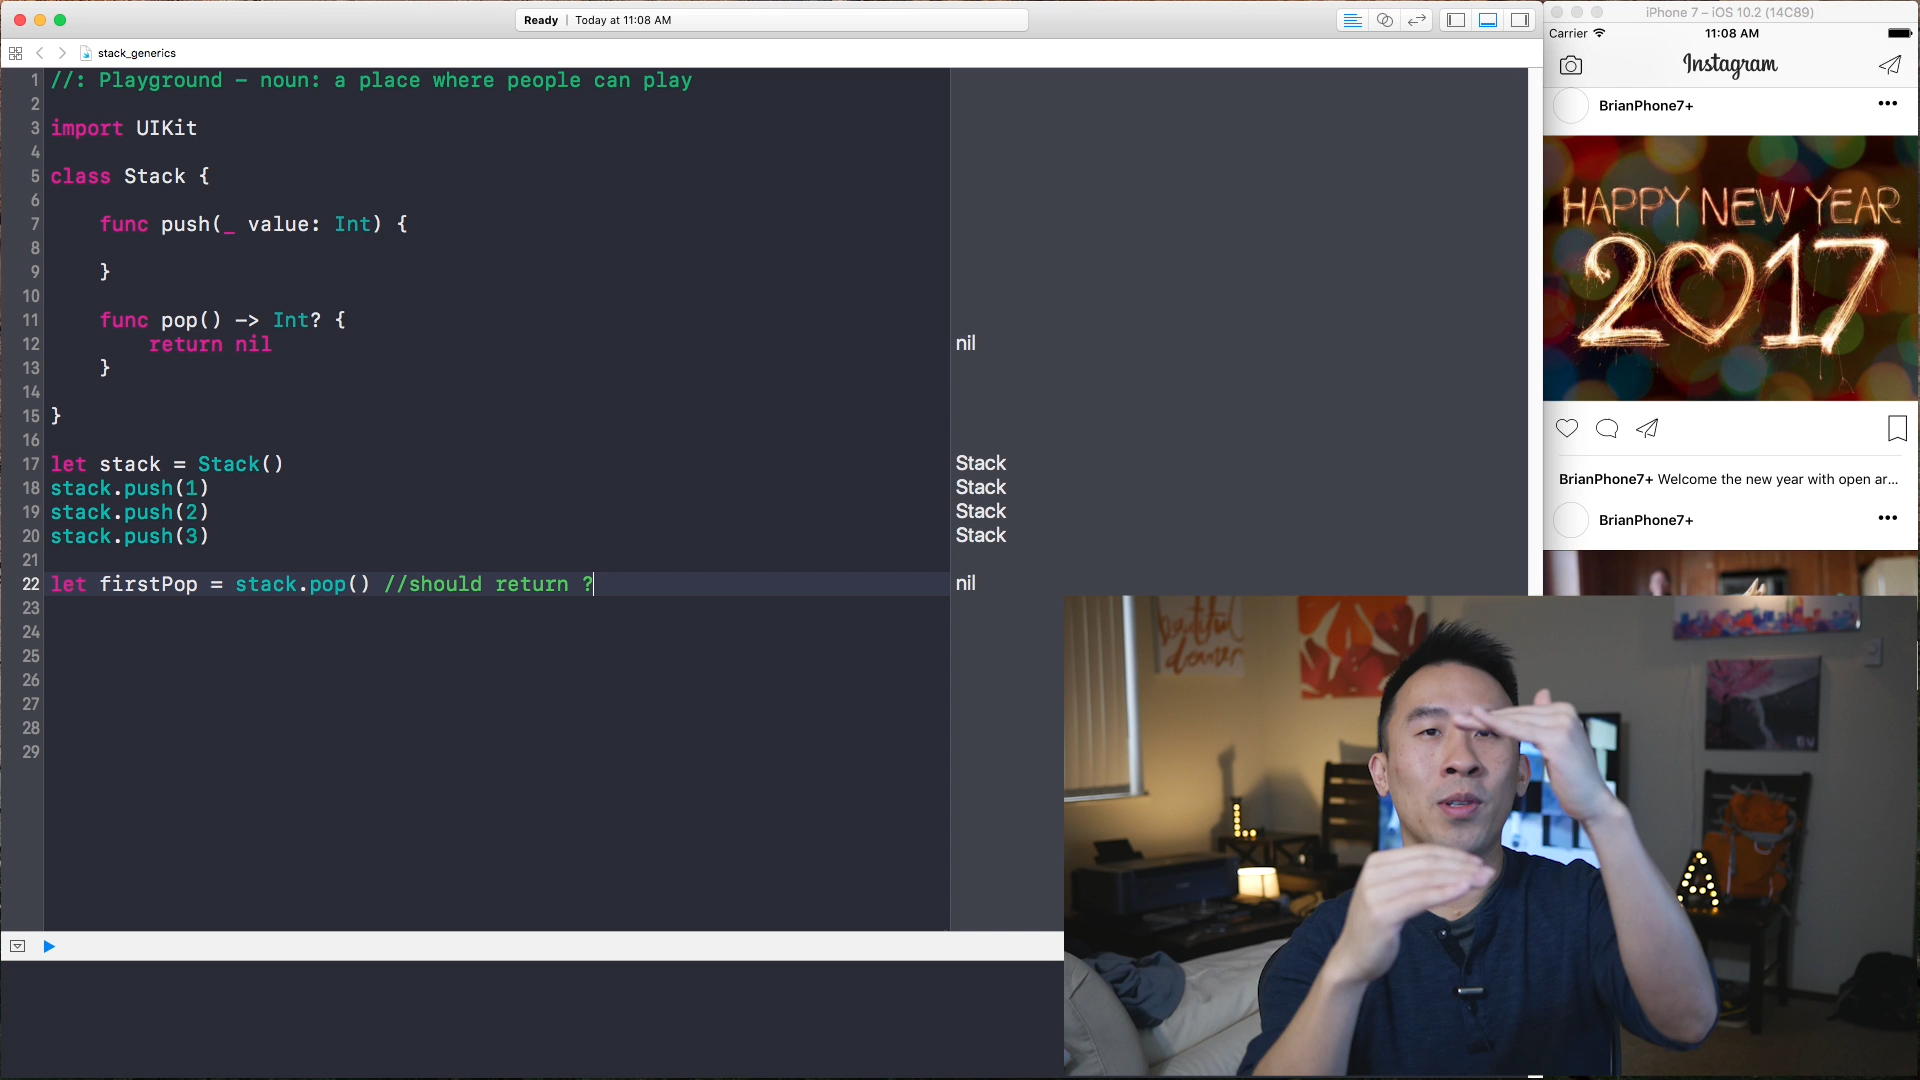 Ready | Today at 11:08 AM
stack_generics
1 //: Playground - noun: a place where people can play
2
3 import UIKit
4
5 class Stack {
6
7 func push(_ value: Int) {
8
9 }
10
11 func pop() -> Int? {
12 return nil
13 }
14
15 }
16
17 let stack = Stack()
18 stack.push(1)
19 stack.push(2)
20 stack.push(3)
21
22 let firstPop = stack.pop() //should return ?
23
24
25
26
27
28
29
nil
Stack
Stack
Stack
Stack
nil
iPhone 7 – iOS 10.2 (14C89)
Carrier
11:08 AM
Instagram
BrianPhone7+
HAPPY NEW YEAR
2017
BrianPhone7+ Welcome the new year with open ar...
BrianPhone7+
beautiful
dreamer
L
A